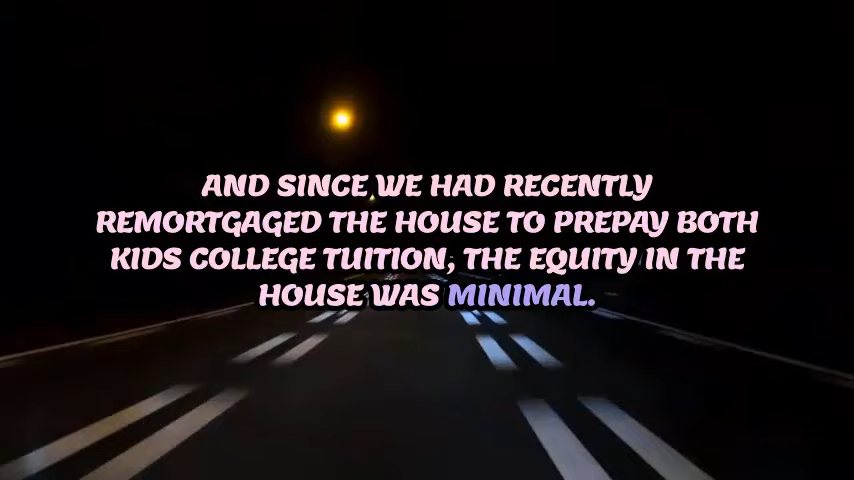 AND SINCE WE HAD RECENTLY
REMORTGAGED THE HOUSE TO PREPAY BOTH
KIDS COLLEGE TUITION, THE EQUITY IN THE
HOUSE WAS MINIMAL.